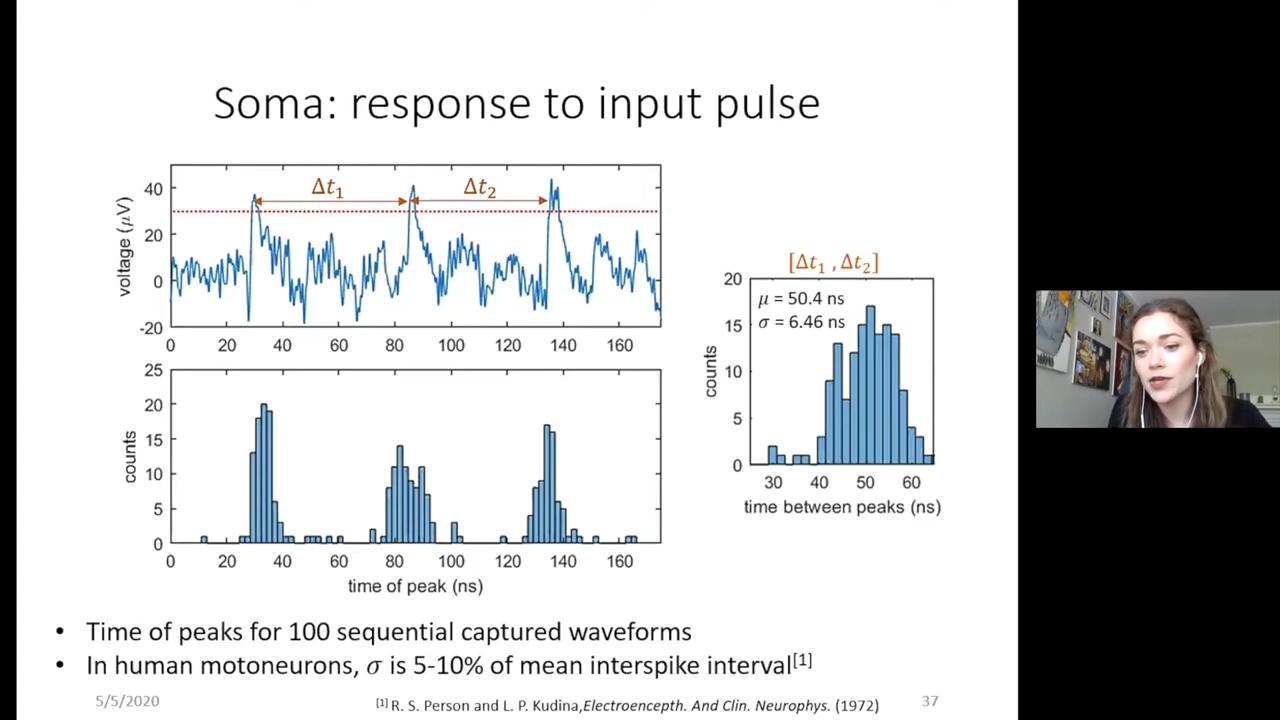 Soma: response to input pulse
voltage (μV)
40
20
0
-20
Δt₁
Δt₂
0 20 40 60 80 100 120 140 160
counts
25
20
15
10
5
0
0 20 40 60 80 100 120 140 160
time of peak (ns)
[Δt₁ , Δt₂]
μ = 50.4 ns
σ = 6.46 ns
counts
20
15
10
5
0
30 40 50 60
time between peaks (ns)
• Time of peaks for 100 sequential captured waveforms
• In human motoneurons, σ is 5-10% of mean interspike interval[1]
5/5/2020
[1] R. S. Person and L. P. Kudina,Electroencepth. And Clin. Neurophys. (1972)
37